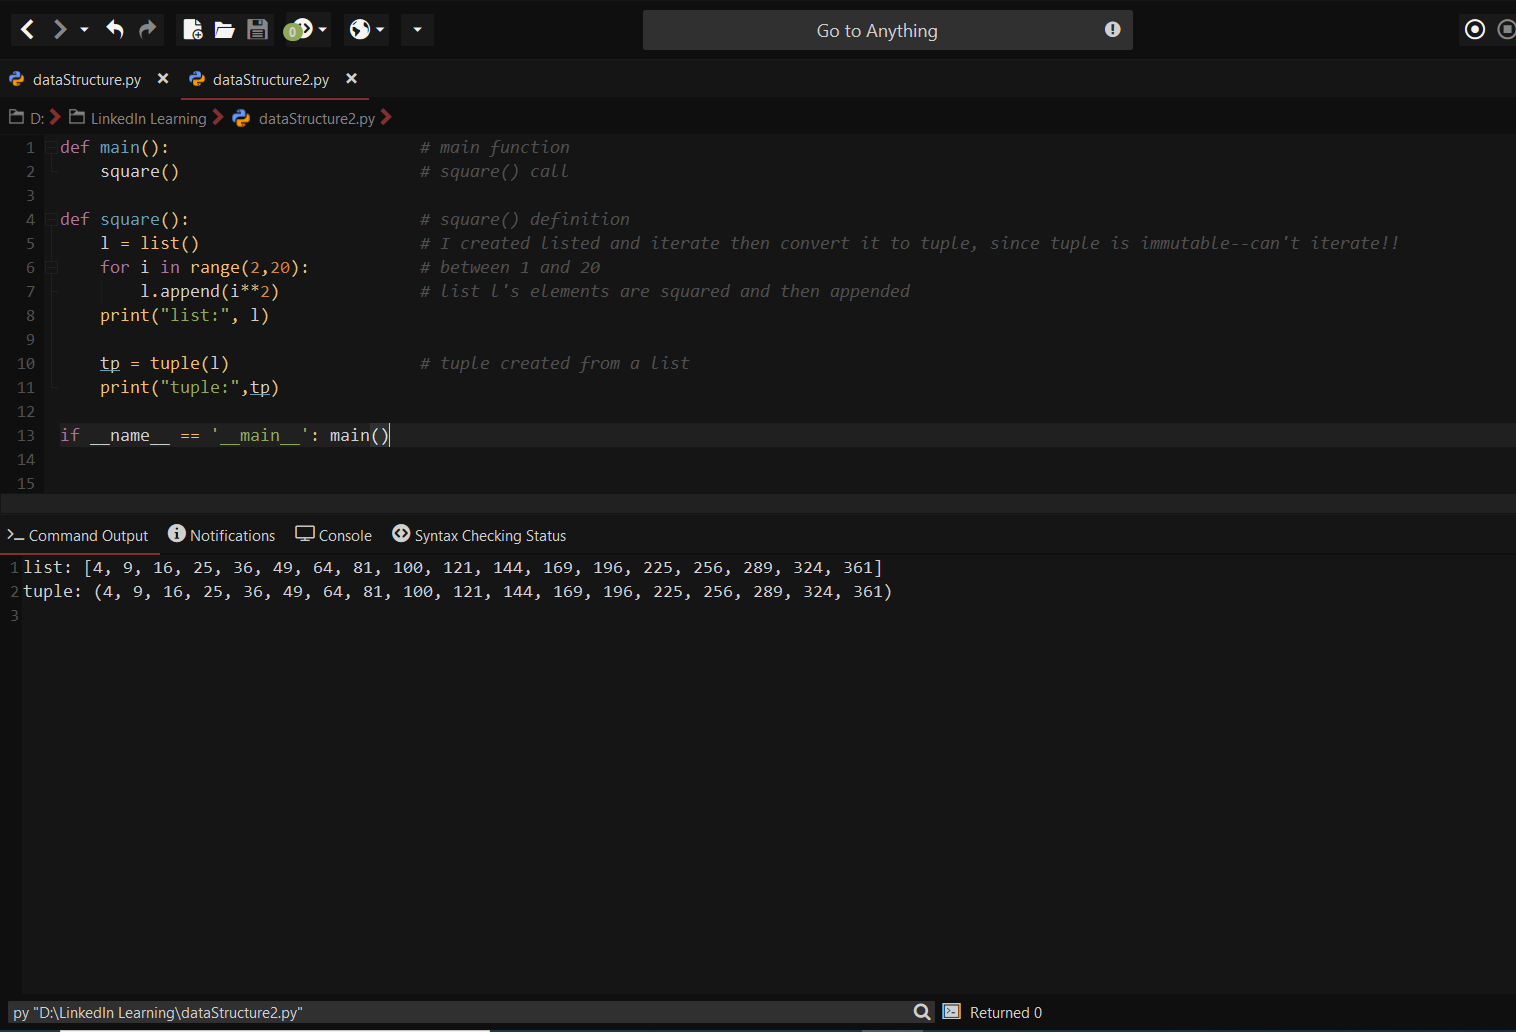 Go to Anything
dataStructure.py dataStructure2.py
D: LinkedIn Learning dataStructure2.py
1 def main(): # main function
2 square() # square() call
3
4 def square(): # square() definition
5 l = list() # I created listed and iterate then convert it to tuple, since tuple is immutable--can't iterate!!
6 for i in range(2,20): # between 1 and 20
7 l.append(i**2) # list l's elements are squared and then appended
8 print("list:", l)
9
10 tp = tuple(l) # tuple created from a list
11 print("tuple:",tp)
12
13 if __name__ == '__main__': main()
14
15
Command Output Notifications Console Syntax Checking Status
1 list: [4, 9, 16, 25, 36, 49, 64, 81, 100, 121, 144, 169, 196, 225, 256, 289, 324, 361]
2 tuple: (4, 9, 16, 25, 36, 49, 64, 81, 100, 121, 144, 169, 196, 225, 256, 289, 324, 361)
3
py "D:\LinkedIn Learning\dataStructure2.py" Returned 0